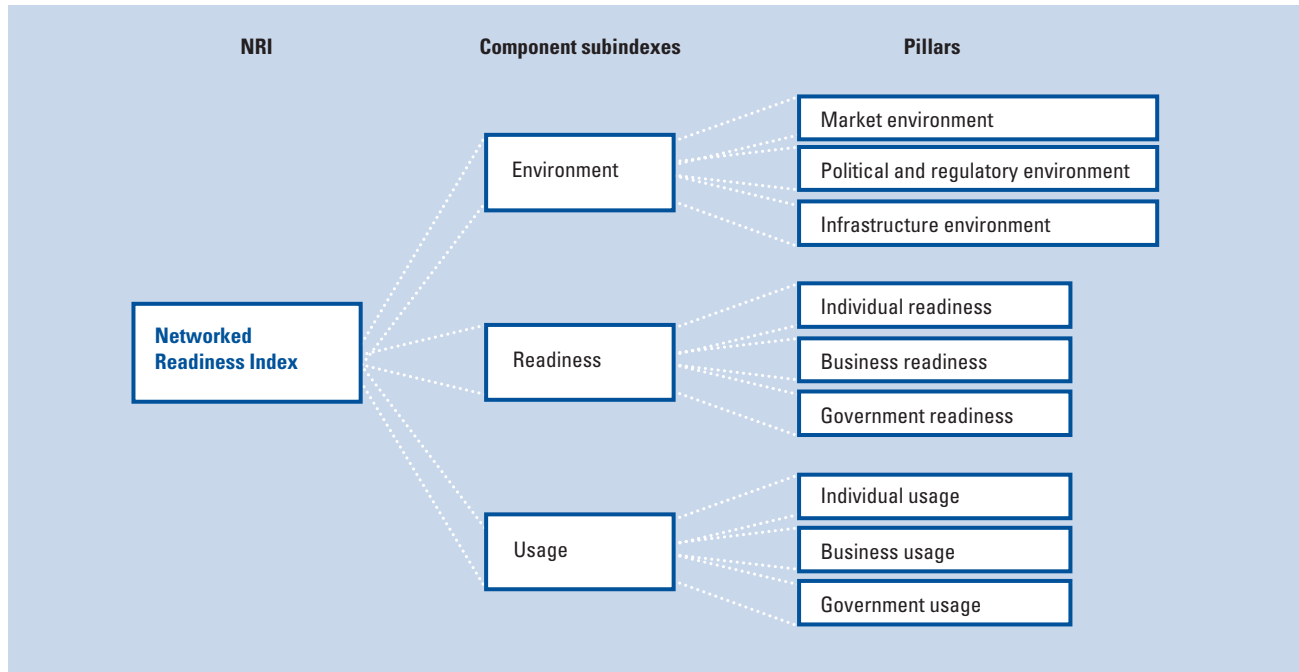 NRI
Component subindexes
Pillars
Networked
Readiness Index
Environment
Market environment
Political and regulatory environment
Infrastructure environment
Readiness
Individual readiness
Business readiness
Government readiness
Usage
Individual usage
Business usage
Government usage